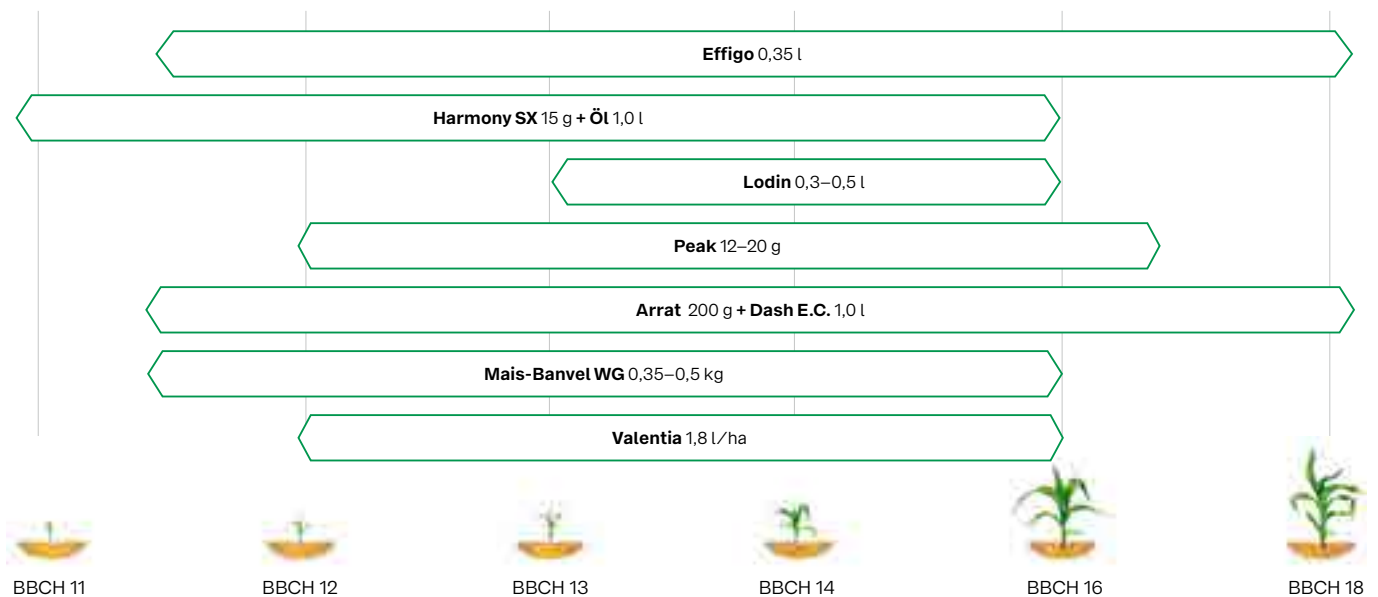 Effigo 0,35 l
Harmony SX 15 g + Öl 1,0 l
Lodin 0,3–0,5 l
Peak 12–20 g
Arrat 200 g + Dash E.C. 1,0 l
Mais-Banvel WG 0,35–0,5 kg
Valentia 1,8 l/ha
BBCH 11 BBCH 12 BBCH 13 BBCH 14 BBCH 16 BBCH 18